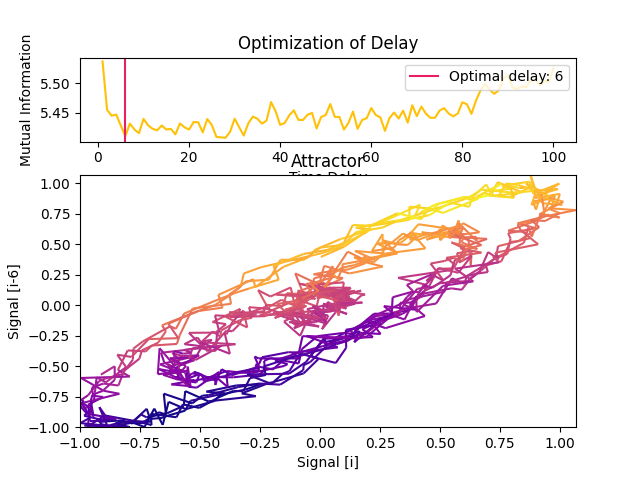 Optimization of Delay
Mutual Information
5.50
5.45
Optimal delay: 6
0 20 40 60 80 100
Time Delay
Attractor
Signal [i-6]
1.00
0.75
0.50
0.25
0.00
−0.25
−0.50
−0.75
−1.00
−1.00 −0.75 −0.50 −0.25 0.00 0.25 0.50 0.75 1.00
Signal [i]